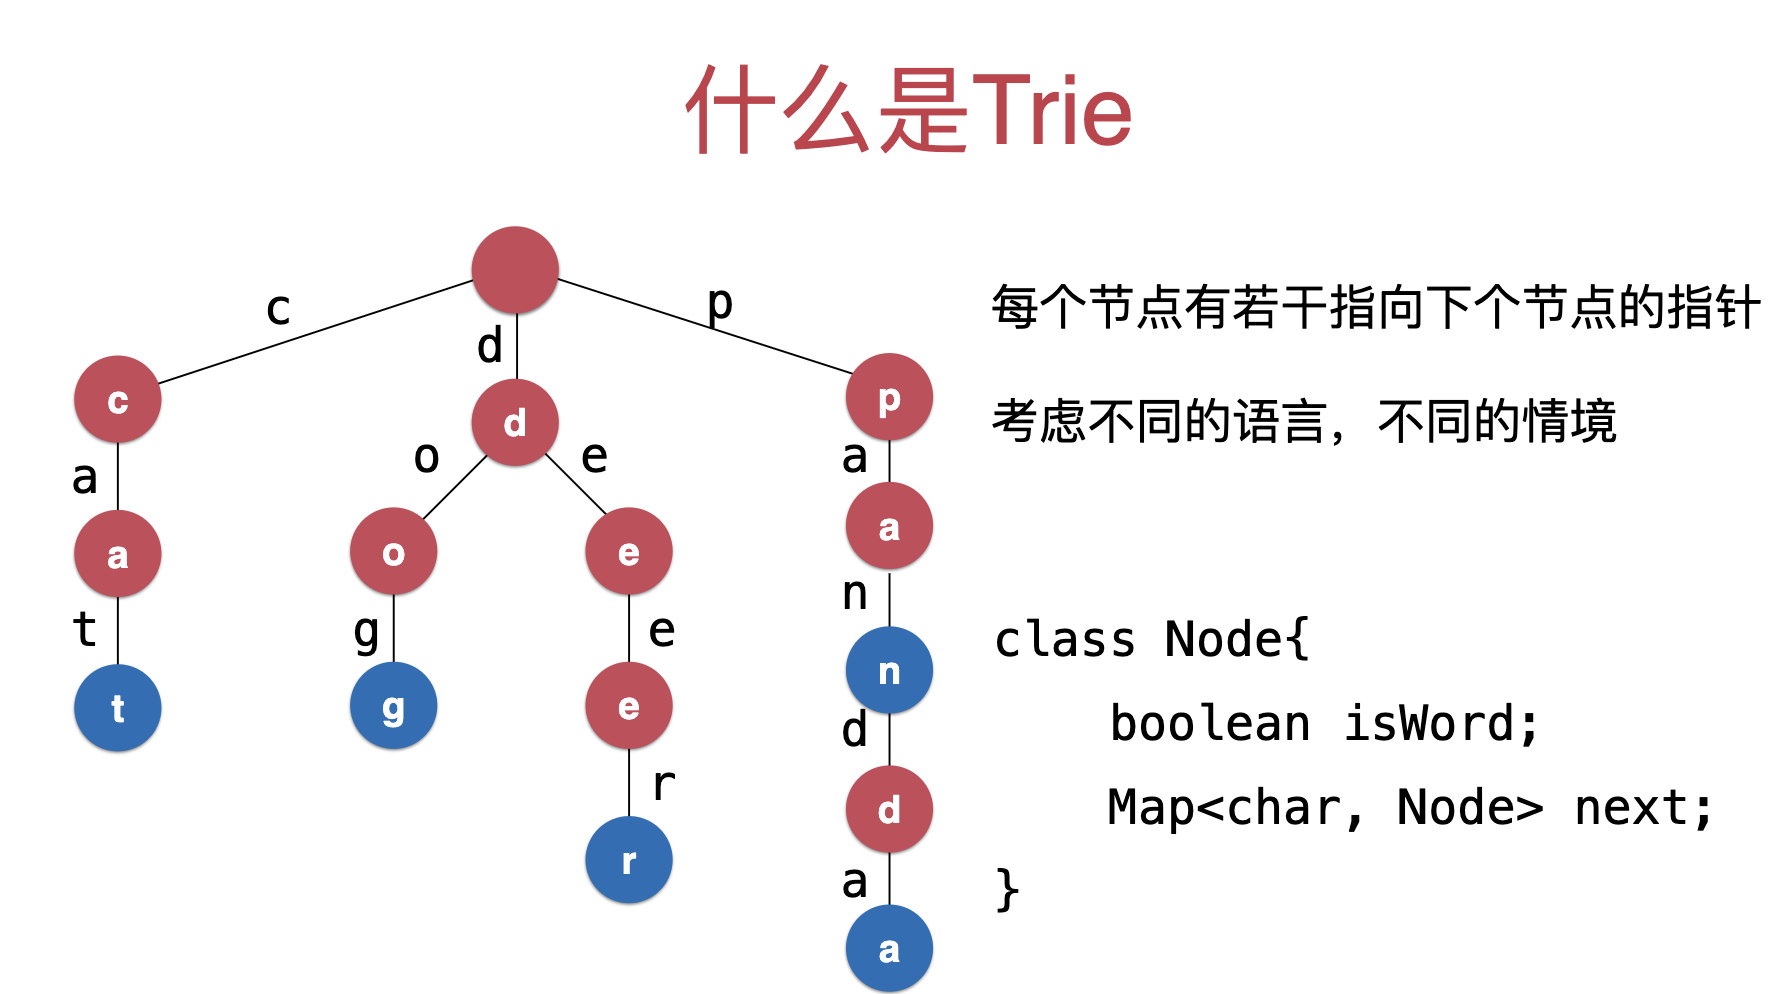 什么是Trie
c
d
p
每个节点有若干指向下个节点的指针
c
d
p
考虑不同的语言，不同的情境
a
o
e
a
a
o
e
a
t
g
e
n
class Node{
t
g
e
n
boolean isWord;
r
d
Map<char, Node> next;
r
d
}
a
a